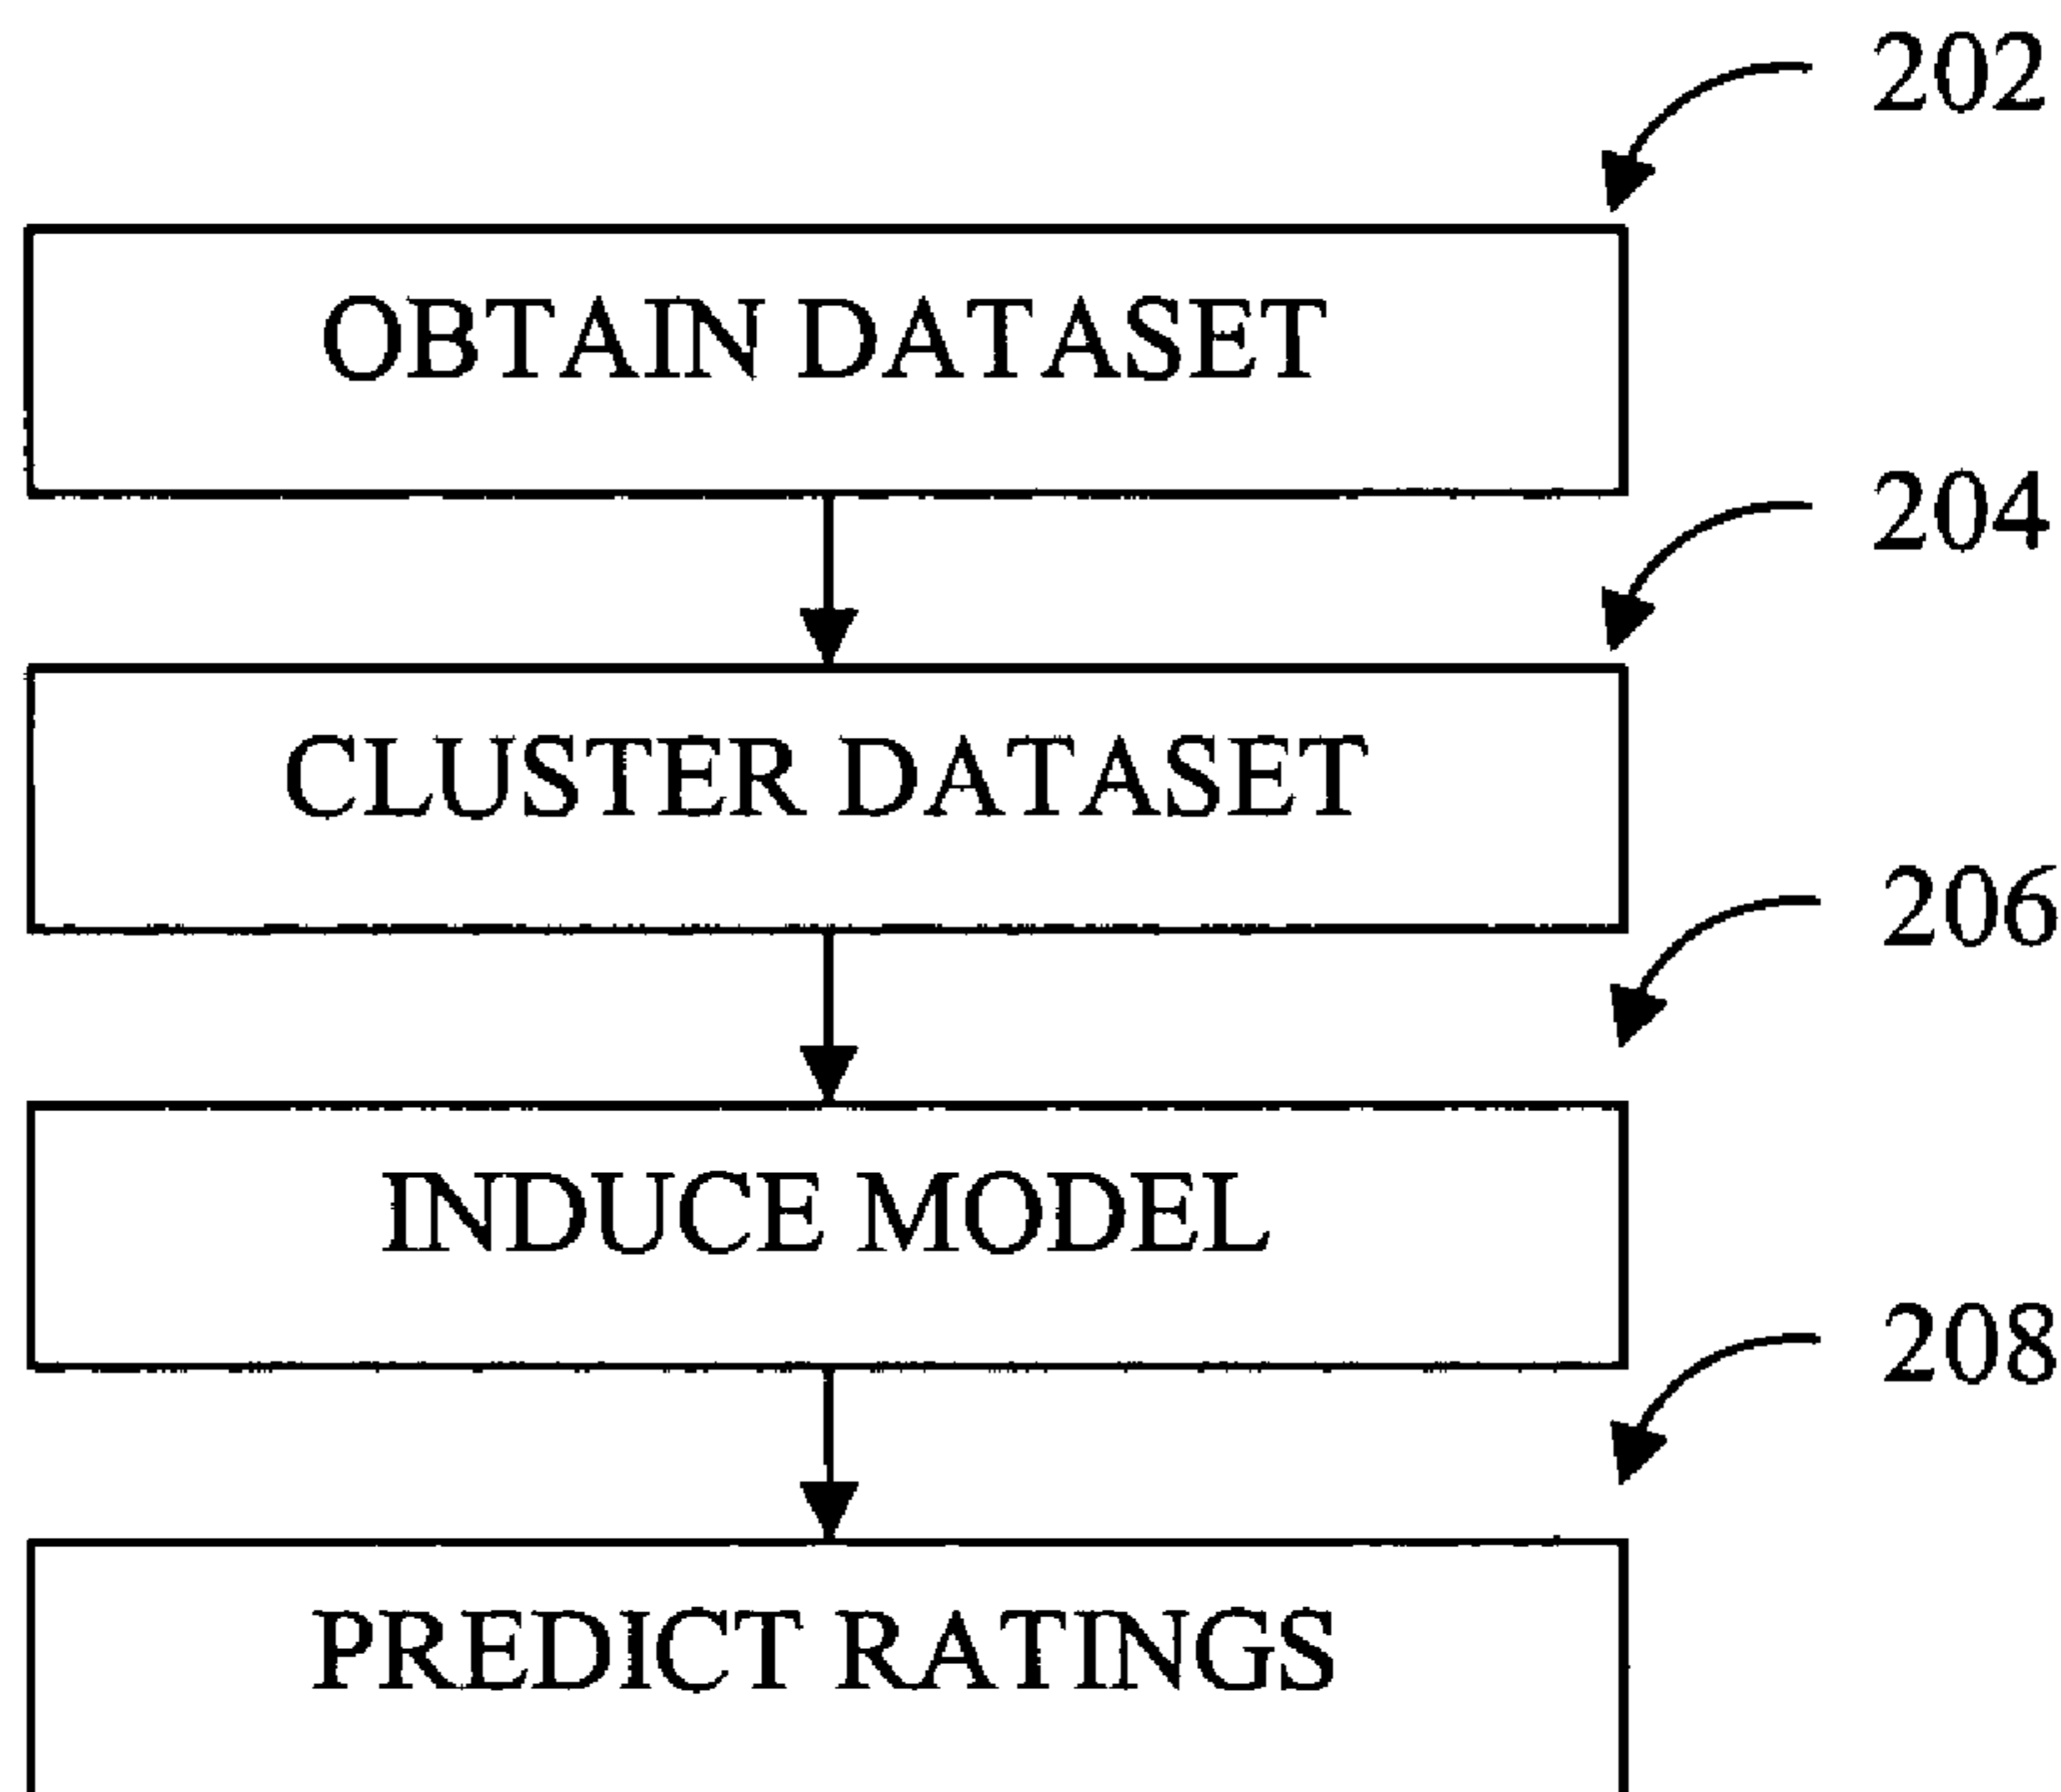 202
OBTAIN DATASET
204
CLUSTER DATASET
206
INDUCE MODEL
208
PREDICT RATINGS